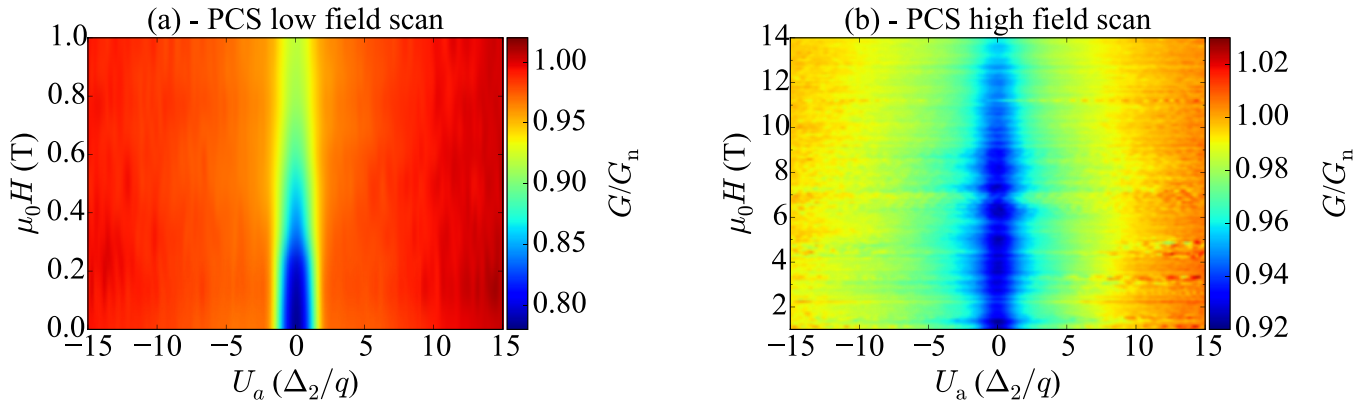 (a) - PCS low field scan
1.0
0.8
0.6
0.4
0.2
0.0
μ₀H (T)
−15 −10 −5 0 5 10 15
Uₐ (Δ₂/q)
1.00
0.95
0.90
0.85
0.80
G/Gₙ
(b) - PCS high field scan
14
12
10
8
6
4
2
μ₀H (T)
−15 −10 −5 0 5 10 15
Uₐ (Δ₂/q)
1.02
1.00
0.98
0.96
0.94
0.92
G/Gₙ